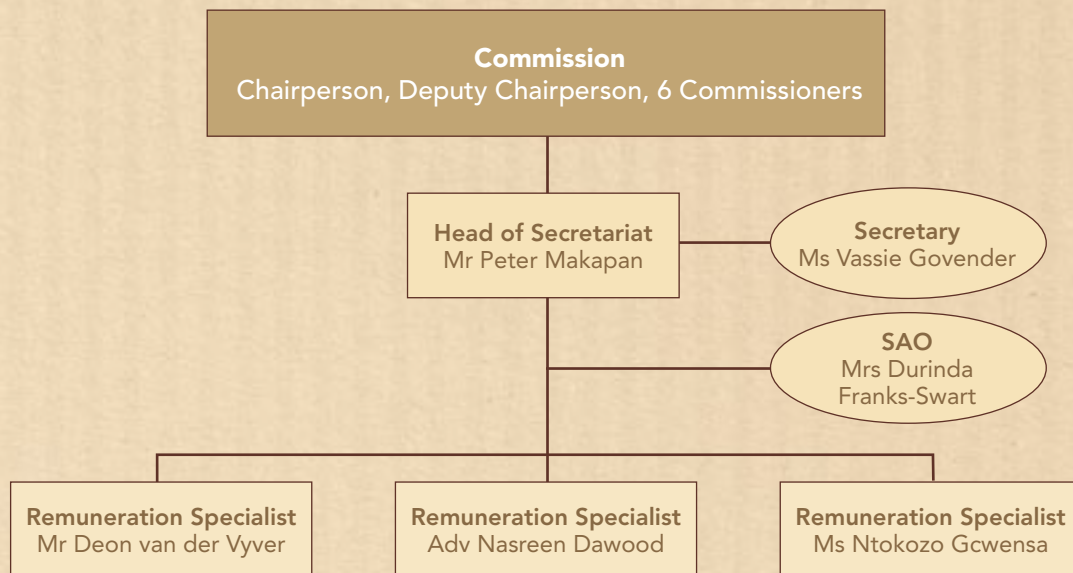 Commission
Chairperson, Deputy Chairperson, 6 Commissioners
Head of Secretariat
Mr Peter Makapan
Secretary
Ms Vassie Govender
SAO
Mrs Durinda
Franks-Swart
Remuneration Specialist
Mr Deon van der Vyver
Remuneration Specialist
Adv Nasreen Dawood
Remuneration Specialist
Ms Ntokozo Gcwensa